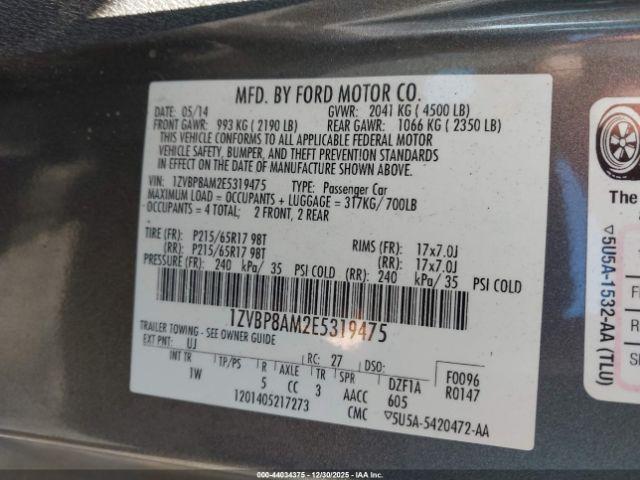 MFD. BY FORD MOTOR CO.
DATE: 05/14 GVWR: 2041 KG ( 4500 LB)
FRONT GAWR: 993 KG ( 2190 LB) REAR GAWR: 1066 KG ( 2350 LB)
THIS VEHICLE CONFORMS TO ALL APPLICABLE FEDERAL MOTOR
VEHICLE SAFETY, BUMPER, AND THEFT PREVENTION STANDARDS
IN EFFECT ON THE DATE OF MANUFACTURE SHOWN ABOVE.
VIN: 1ZVBP8AM2E5319475 TYPE: Passenger Car
MAXIMUM LOAD = OCCUPANTS + LUGGAGE = 317KG/ 700LB
OCCUPANTS = 4 TOTAL; 2 FRONT, 2 REAR
TIRE (FR): P215/65R17 98T RIMS (FR): 17x7.0J
(RR): P215/65R17 98T (RR): 17x7.0J
PRESSURE (FR): 240 kPa/ 35 PSI COLD (RR): 240 kPa/ 35 PSI COLD
1ZVBP8AM2E5319475
TRAILER TOWING - SEE OWNER GUIDE
EXT PNT: UJ RC: 27 DSO: F0096
INT TR TP/PS R AXLE TR SPR R0147
1W 5 CC 3 AACC DZF1A
605
1201405217273 CMC ▽5U5A-5420472-AA
▽5U5A-1532-AA (TLU)
FI
R
SI
00-44034375 - 12/30/2025 - IAA Inc.